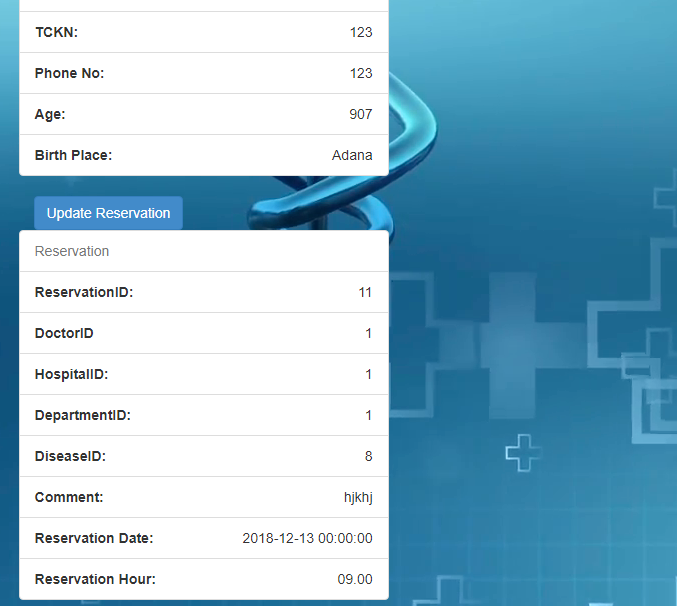 TCKN: 123
Phone No: 123
Age: 907
Birth Place: Adana
Update Reservation
Reservation
ReservationID: 11
DoctorID 1
HospitalID: 1
DepartmentID: 1
DiseaseID: 8
Comment: hjkhj
Reservation Date: 2018-12-13 00:00:00
Reservation Hour: 09.00